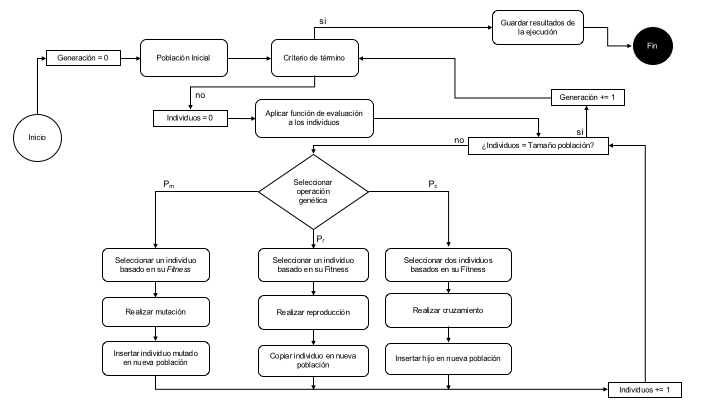 si
Guardar resultados de
la ejecución
Fin
Generación = 0
Población Inicial
Criterio de término
no
Generación += 1
Inicio
Individuos = 0
Aplicar función de evaluación
a los individuos
si
no
¿Individuos = Tamaño población?
Seleccionar
operación
genética
Pm
Pc
Pr
Seleccionar un individuo
basado en su Fitness
Seleccionar un individuo
basado en su Fitness
Seleccionar dos individuos
basados en su Fitness
Realizar mutación
Realizar reproducción
Realizar cruzamiento
Insertar individuo mutado
en nueva población
Copiar individuo en nueva
población
Insertar hijo en nueva población
Individuos += 1